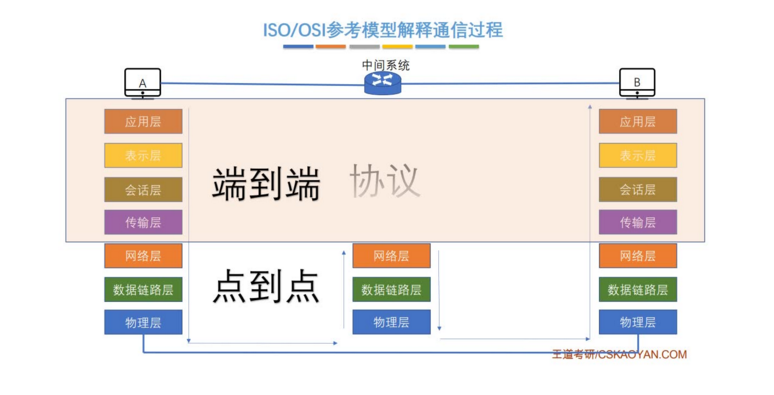 ISO/OSI参考模型解释通信过程
中间系统
A
B
应用层
应用层
表示层
表示层
会话层
会话层
端到端 协议
传输层
传输层
网络层
网络层
网络层
点到点
数据链路层
数据链路层
数据链路层
物理层
物理层
物理层
王道考研/CSKAOYAN.COM